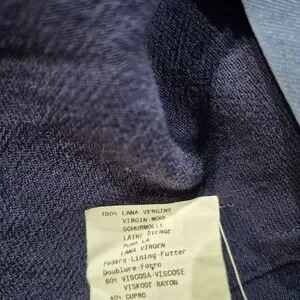 100% LANA VERGINE
VIRGIN-WOOL
SCHURWOLLE
LAINE VIERGE
PURA LA
LANA VIRGEN
Fodera-Lining-Futter
Doublure-Forro
60% VISCOSA-VISCOSE
VISKOSE-RAYON
40% CUPRO